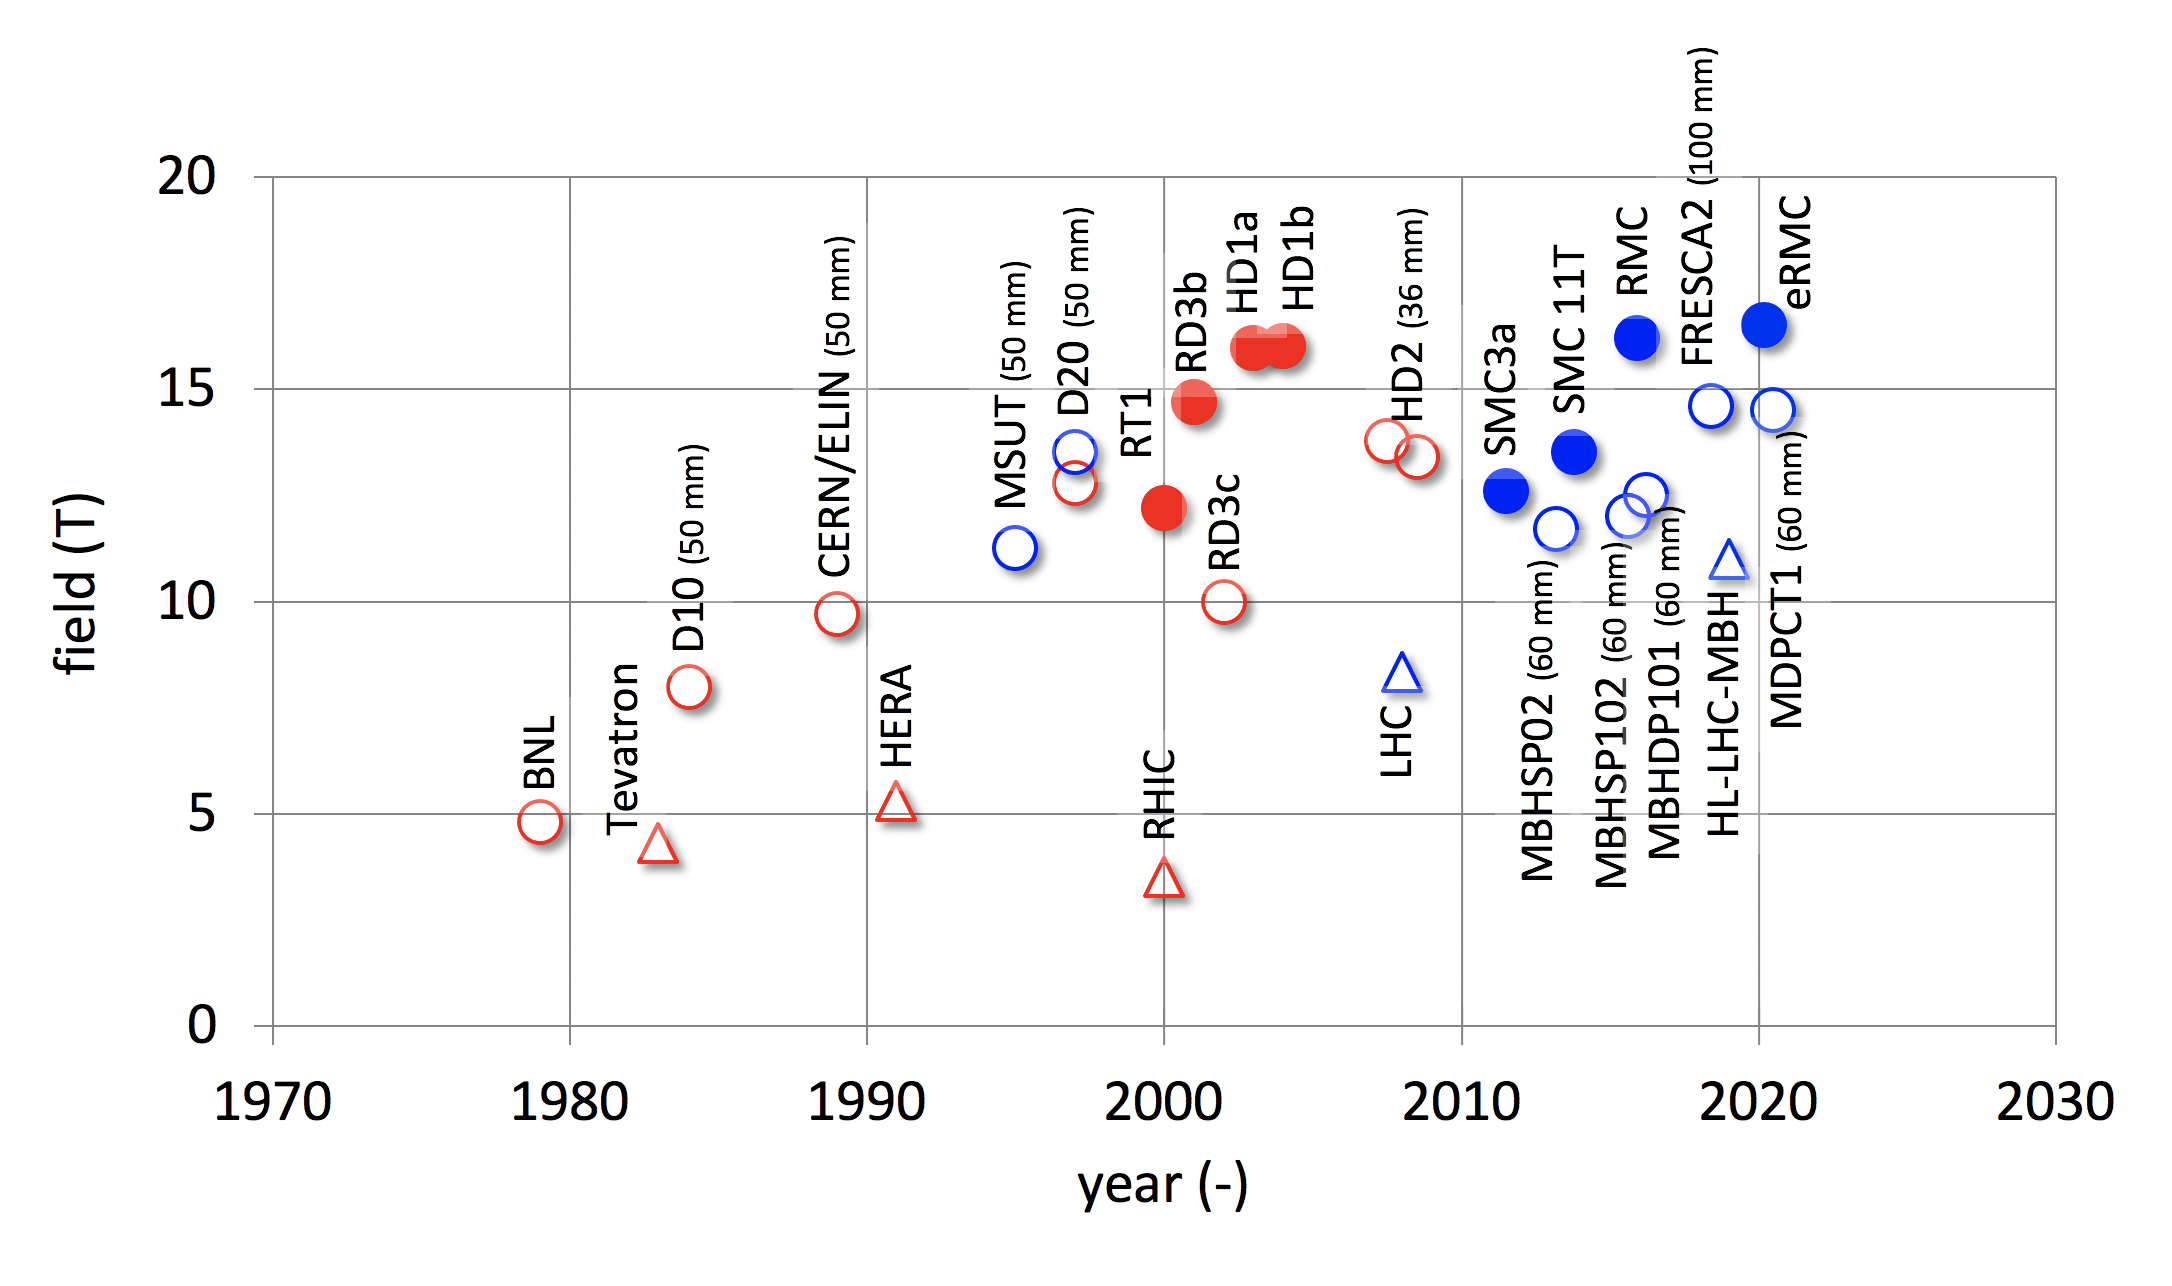 FRESCA2 (100 mm)
20
eRMC
RMC
HD1a
HD1b
HD2 (36 mm)
D20 (50 mm)
CERN/ELIN (50 mm)
SMC 11T
MSUT (50 mm)
RD3b
SMC3a
15
RT1
D10 (50 mm)
RD3c
MDPCT1 (60 mm)
field (T)
10
MBHSP02 (60 mm)
MBHSP102 (60 mm)
MBHDP101 (60 mm)
HL-LHC-MBH
Tevatron
HERA
BNL
LHC
RHIC
5
0
1970
1980
1990
2000
2010
2020
2030
year (-)